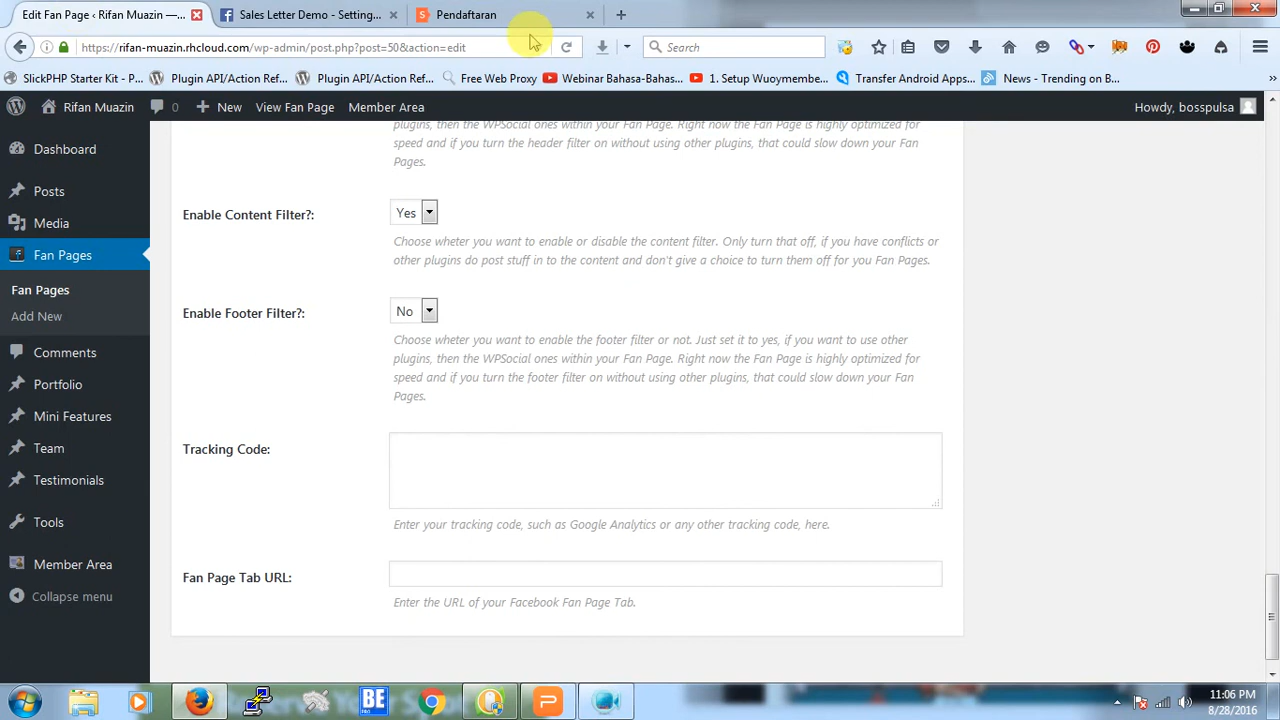 Edit Fan Page ‹ Rifan Muazin —...
Sales Letter Demo - Setting...
Pendaftaran
https://rifan-muazin.rhcloud.com/wp-admin/post.php?post=50&action=edit
Search
SlickPHP Starter Kit - P...
Plugin API/Action Ref...
Plugin API/Action Ref...
Free Web Proxy
Webinar Bahasa-Bahas...
1. Setup Wuoymembe...
Transfer Android Apps...
News - Trending on B...
Rifan Muazin
0
New
View Fan Page
Member Area
Howdy, bosspulsa
Dashboard
Posts
Media
Fan Pages
Fan Pages
Add New
Comments
Portfolio
Mini Features
Team
Testimonials
Tools
Member Area
Collapse menu
plugins, then the WPSocial ones within your Fan Page. Right now the Fan Page is highly optimized for
speed and if you turn the header filter on without using other plugins, that could slow down your Fan
Pages.
Enable Content Filter?:
Yes
Choose wheter you want to enable or disable the content filter. Only turn that off, if you have conflicts or
other plugins do post stuff in to the content and don't give a choice to turn them off for you Fan Pages.
Enable Footer Filter?:
No
Choose wheter you want to enable the footer filter or not. Just set it to yes, if you want to use other
plugins, then the WPSocial ones within your Fan Page. Right now the Fan Page is highly optimized for
speed and if you turn the footer filter on without using other plugins, that could slow down your Fan
Pages.
Tracking Code:
Enter your tracking code, such as Google Analytics or any other tracking code, here.
Fan Page Tab URL:
Enter the URL of your Facebook Fan Page Tab.
11:06 PM
8/28/2016